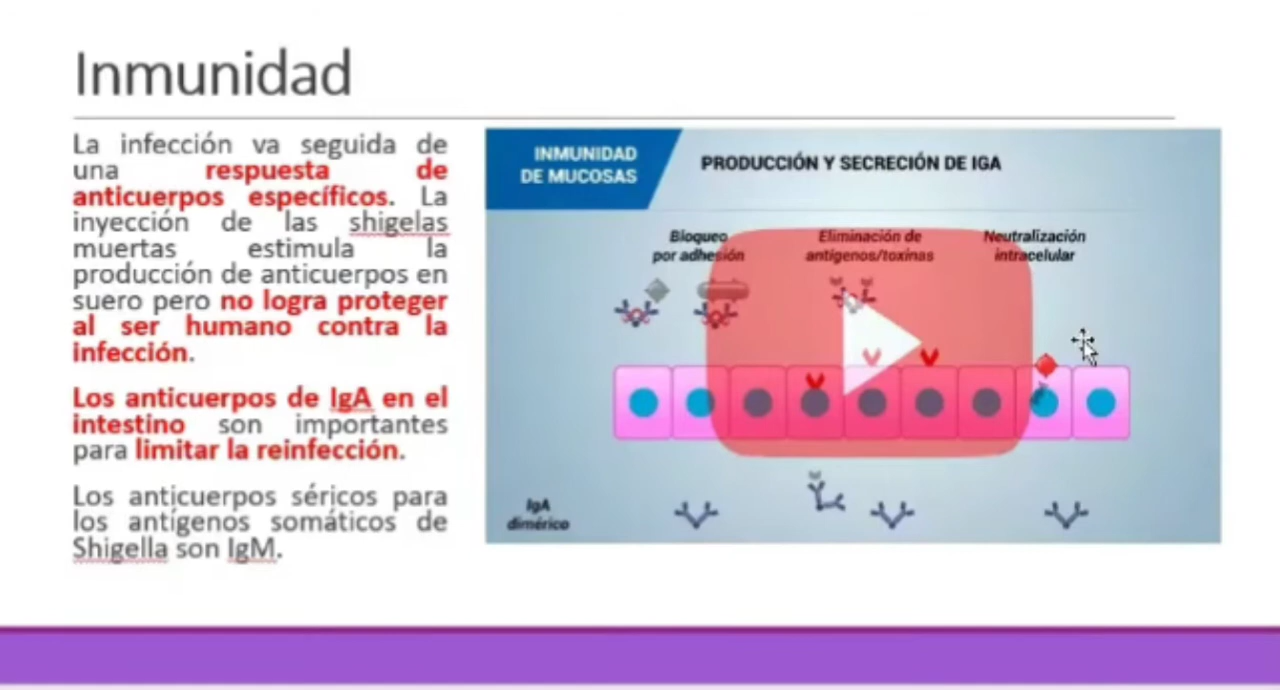 Inmunidad
La infección va seguida de
una respuesta de
anticuerpos específicos. La
inyección de las shigelas
muertas estimula la
producción de anticuerpos en
suero pero no logra proteger
al ser humano contra la
infección.
Los anticuerpos de IgA en el
intestino son importantes
para limitar la reinfección.
Los anticuerpos séricos para
los antígenos somáticos de
Shigella son IgM.
INMUNIDAD
DE MUCOSAS
PRODUCCIÓN Y SECRECIÓN DE IGA
Bloqueo
por adhesión
Eliminación de
antígenos/toxinas
Neutralización
intracelular
IgA
dimérico